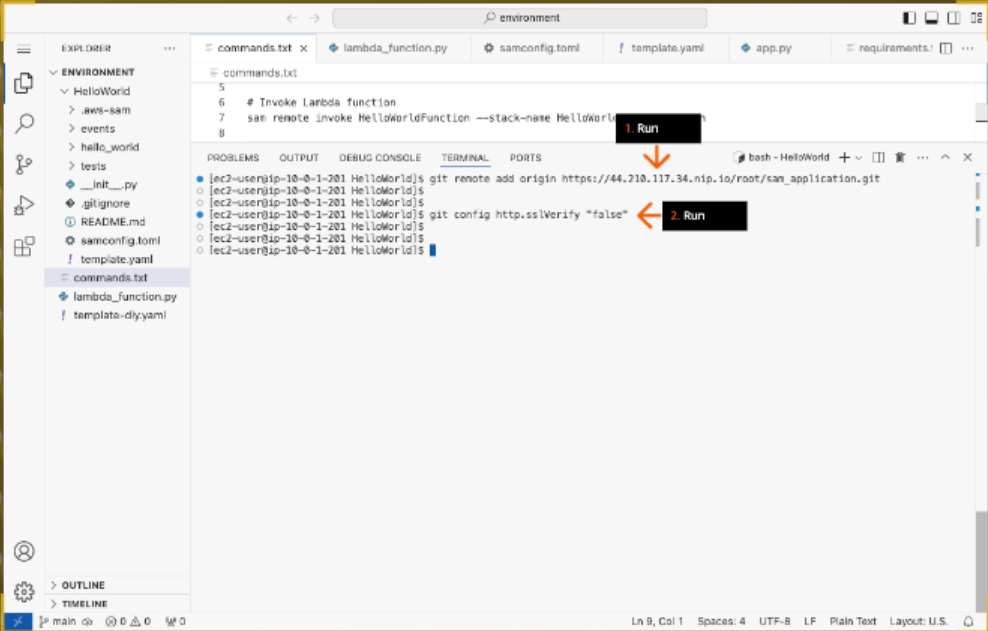 environment
EXPLORER
commands.txt
lambda_function.py
samconfig.toml
template.yaml
app.py
requirements.
ENVIRONMENT
HelloWorld
.aws-sam
events
hello_world
tests
__init__.py
.gitignore
README.md
samconfig.toml
template.yaml
commands.txt
lambda_function.py
template-diy.yaml
OUTLINE
TIMELINE
commands.txt
5
6 # Invoke Lambda function
7 sam remote invoke HelloWorldFunction --stack-name HelloWor
8
1. Run
PROBLEMS OUTPUT DEBUG CONSOLE TERMINAL PORTS bash - HelloWorld
[ec2-user@ip-10-0-1-201 HelloWorld]$ git remote add origin https://44.210.117.34.nip.io/root/sam_application.git
[ec2-user@ip-10-0-1-201 HelloWorld]$
[ec2-user@ip-10-0-1-201 HelloWorld]$
[ec2-user@ip-10-0-1-201 HelloWorld]$ git config http.sslVerify "false"
2. Run
[ec2-user@ip-10-0-1-201 HelloWorld]$
[ec2-user@ip-10-0-1-201 HelloWorld]$
[ec2-user@ip-10-0-1-201 HelloWorld]$
main 0 0 0 Ln 9, Col 1 Spaces: 4 UTF-8 LF Plain Text Layout: U.S.